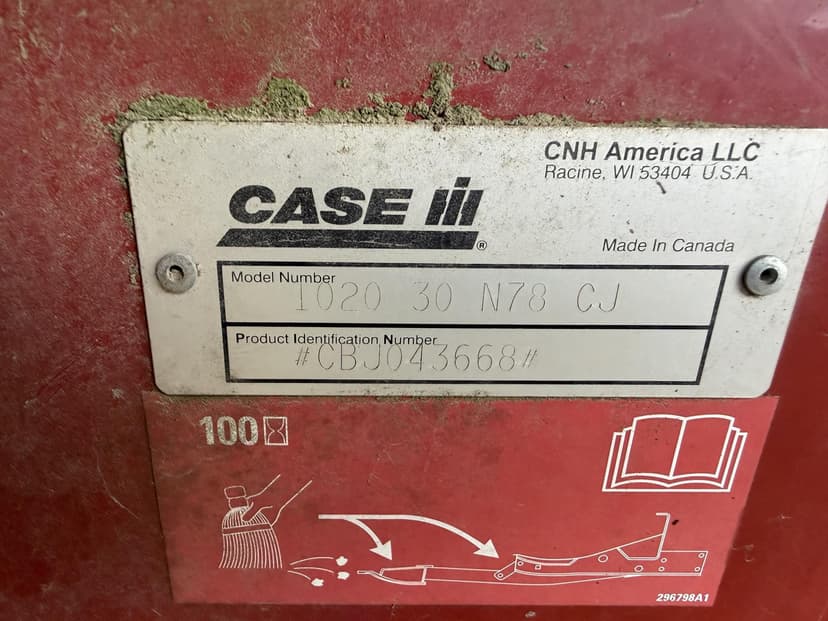 CNH America LLC
Racine, WI 53404 U.S.A.
CASE IH
®
Made In Canada
Model Number
1020 30 N78 CJ
Product Identification Number
#CBJ043668#
100
296798A1